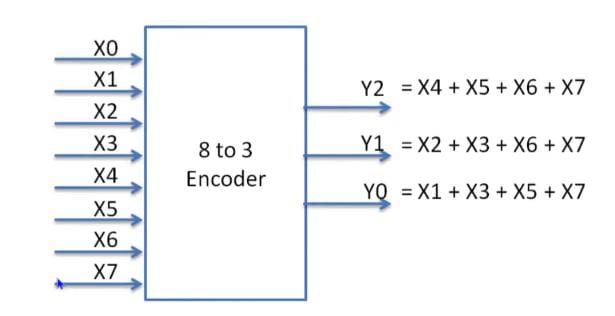 X0
X1
X2
X3
X4
X5
X6
X7
8 to 3
Encoder
Y2 = X4 + X5 + X6 + X7
Y1 = X2 + X3 + X6 + X7
Y0 = X1 + X3 + X5 + X7